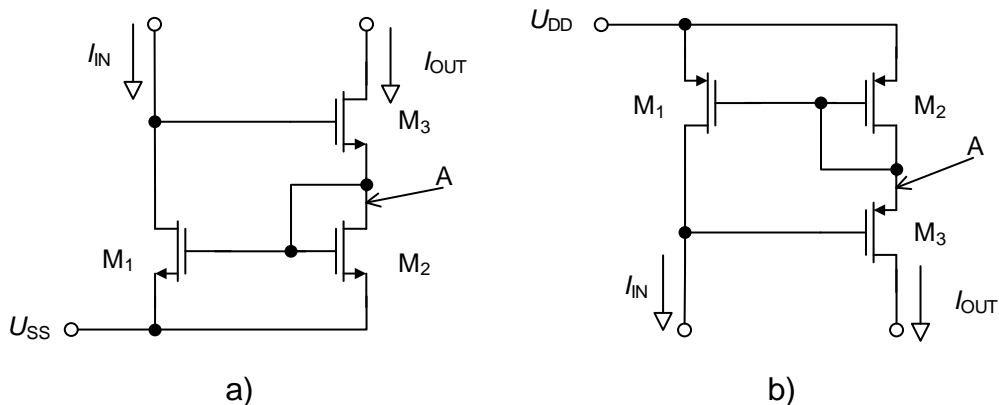 I_IN
I_OUT
M_3
A
M_1
M_2
U_SS
a)
U_DD
M_1
M_2
A
M_3
I_IN
I_OUT
b)